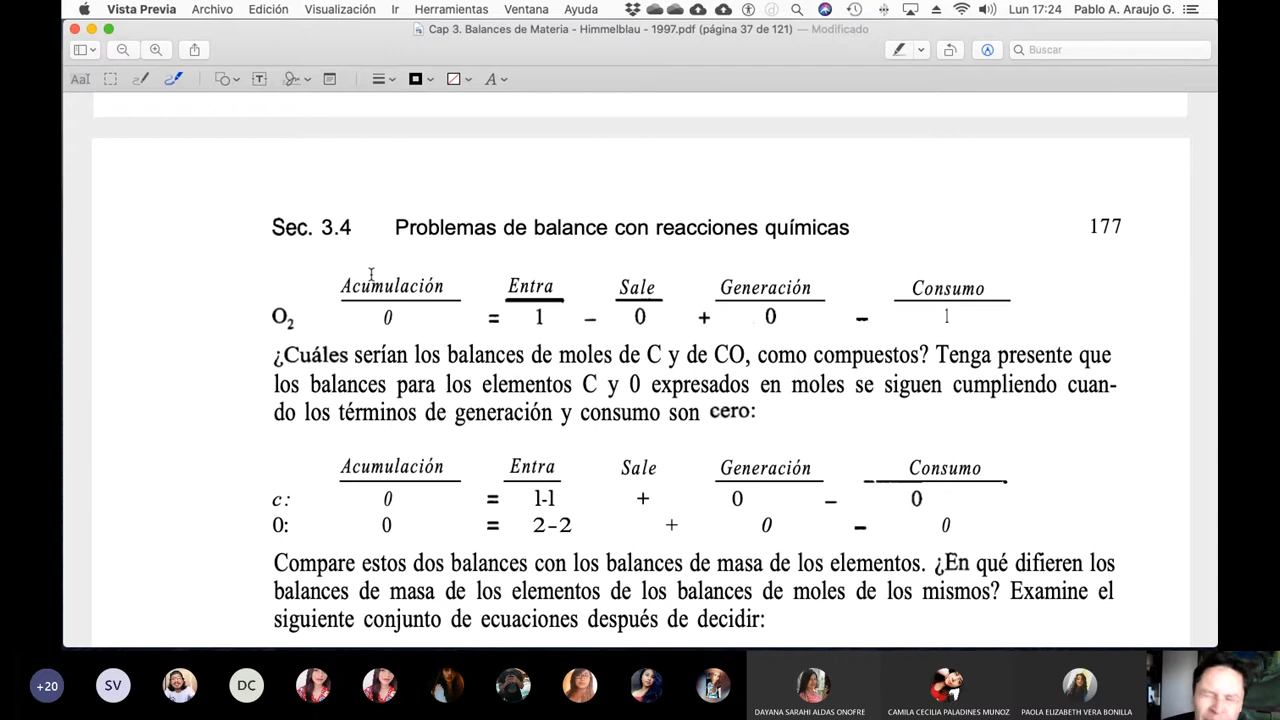 Vista Previa Archivo Edición Visualización Ir Herramientas Ventana Ayuda Lun 17:24 Pablo A. Araujo G.
Cap 3. Balances de Materia - Himmelblau - 1997.pdf (página 37 de 121) — Modificado
Buscar
AaI T A
Sec. 3.4 Problemas de balance con reacciones químicas 177
Acumulación Entra Sale Generación Consumo
O₂ 0 = 1 – 0 + 0 – 1
¿Cuáles serían los balances de moles de C y de CO, como compuestos? Tenga presente que
los balances para los elementos C y 0 expresados en moles se siguen cumpliendo cuan-
do los términos de generación y consumo son cero:
Acumulación Entra Sale Generación Consumo
c: 0 = 1-1 + 0 – 0
0: 0 = 2-2 + 0 – 0
Compare estos dos balances con los balances de masa de los elementos. ¿En qué difieren los
balances de masa de los elementos de los balances de moles de los mismos? Examine el
siguiente conjunto de ecuaciones después de decidir:
+20 SV DC
DAYANA SARAHI ALDAS ONOFRE CAMILA CECILIA PALADINES MUNOZ PAOLA ELIZABETH VERA BONILLA